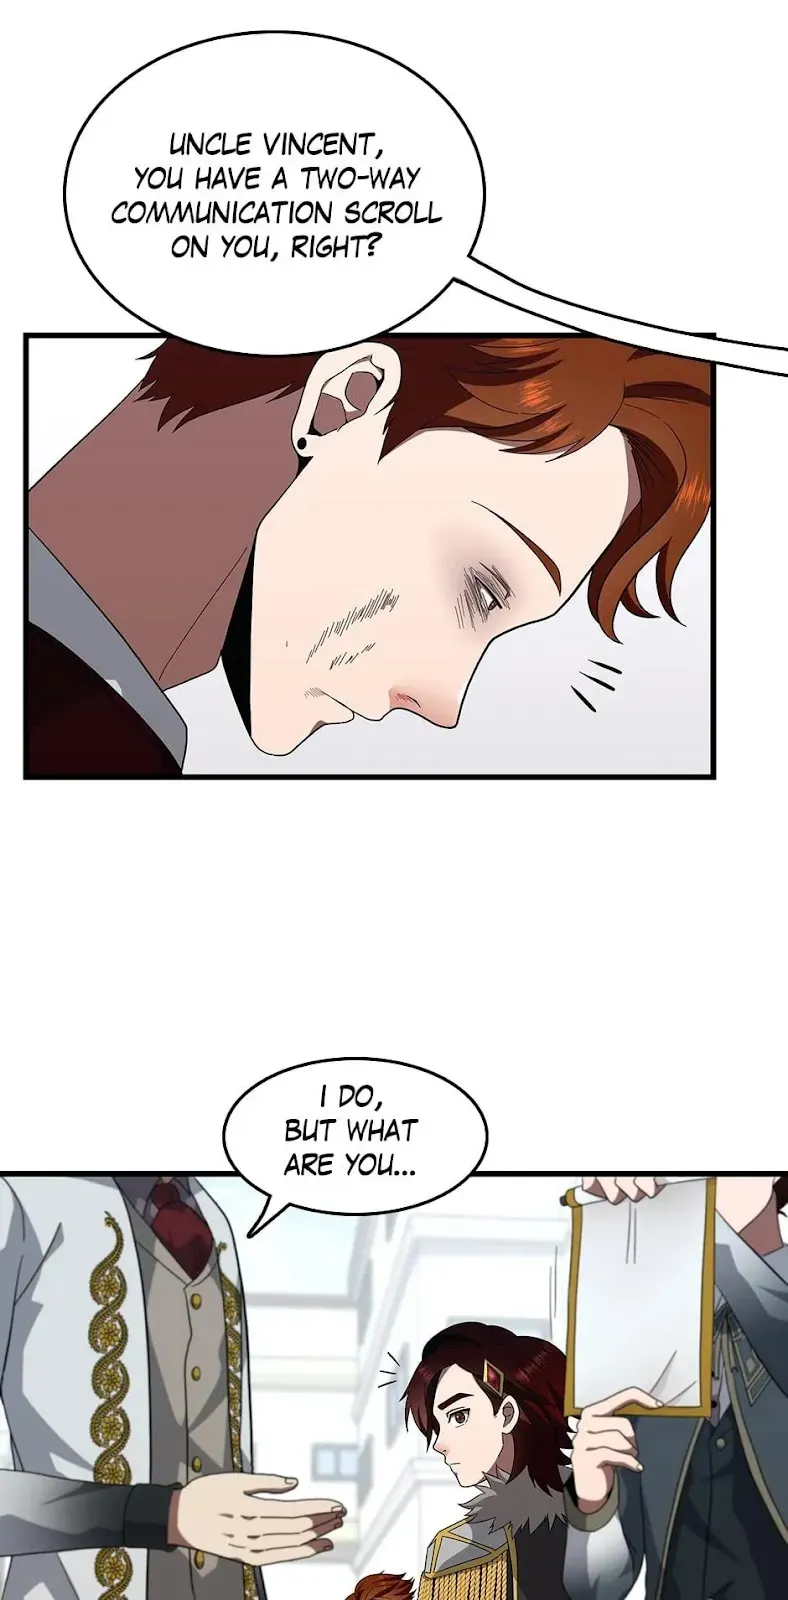 UNCLE VINCENT,
YOU HAVE A TWO-WAY
COMMUNICATION SCROLL
ON YOU, RIGHT?
I DO,
BUT WHAT
ARE YOU...